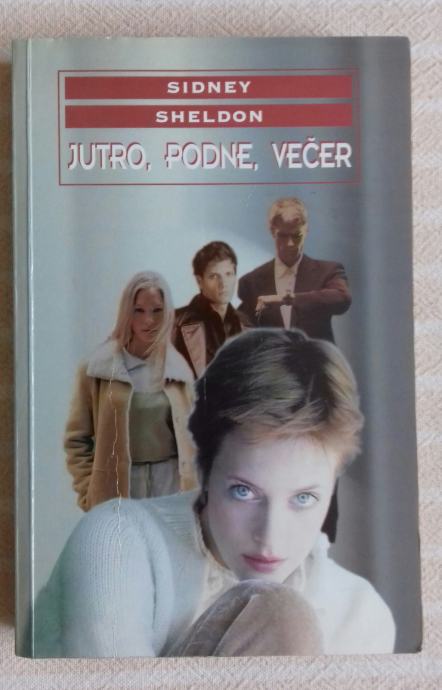 SIDNEY
SHELDON
JUTRO, PODNE, VEČER